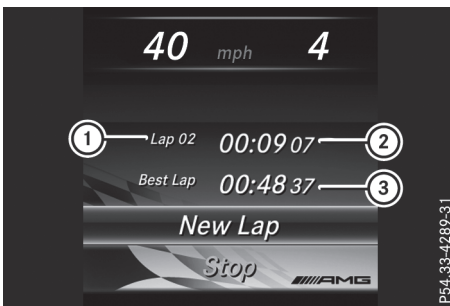 40 mph 4
1 Lap 02 00:09 07 2
Best Lap 00:48 37 3
New Lap
Stop
AMG
P54.33-4289-31